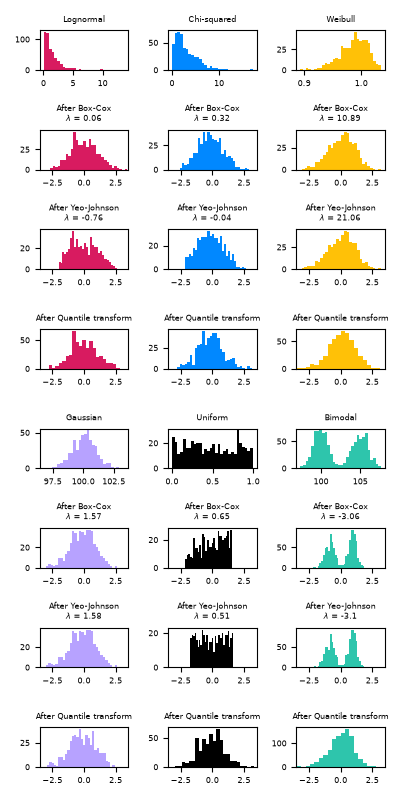 Lognormal Chi-squared Weibull
100 50 25
0 0 0
0 5 10 0 10 0.9 1.0
After Box-Cox After Box-Cox After Box-Cox
λ = 0.06 λ = 0.32 λ = 10.89
25 25 25
0 0 0
−2.5 0.0 2.5 −2.5 0.0 2.5 −2.5 0.0 2.5
After Yeo-Johnson After Yeo-Johnson After Yeo-Johnson
λ = -0.76 λ = -0.04 λ = 21.06
20 20 25
0 0 0
−2.5 0.0 2.5 −2.5 0.0 2.5 −2.5 0.0 2.5
After Quantile transform After Quantile transform After Quantile transform
50 25 50
0 0 0
−2.5 0.0 2.5 −2.5 0.0 2.5 −2.5 0.0 2.5
Gaussian Uniform Bimodal
50 20 50
0 0 0
97.5 100.0 102.5 0.0 0.5 1.0 100 105
After Box-Cox After Box-Cox After Box-Cox
λ = 1.57 λ = 0.65 λ = -3.06
20 20 50
0 0 0
−2.5 0.0 2.5 −2.5 0.0 2.5 −2.5 0.0 2.5
After Yeo-Johnson After Yeo-Johnson After Yeo-Johnson
λ = 1.58 λ = 0.51 λ = -3.1
20 20 50
0 0 0
−2.5 0.0 2.5 −2.5 0.0 2.5 −2.5 0.0 2.5
After Quantile transform After Quantile transform After Quantile transform
25 50 100
0 0 0
−2.5 0.0 2.5 −2.5 0.0 2.5 −2.5 0.0 2.5